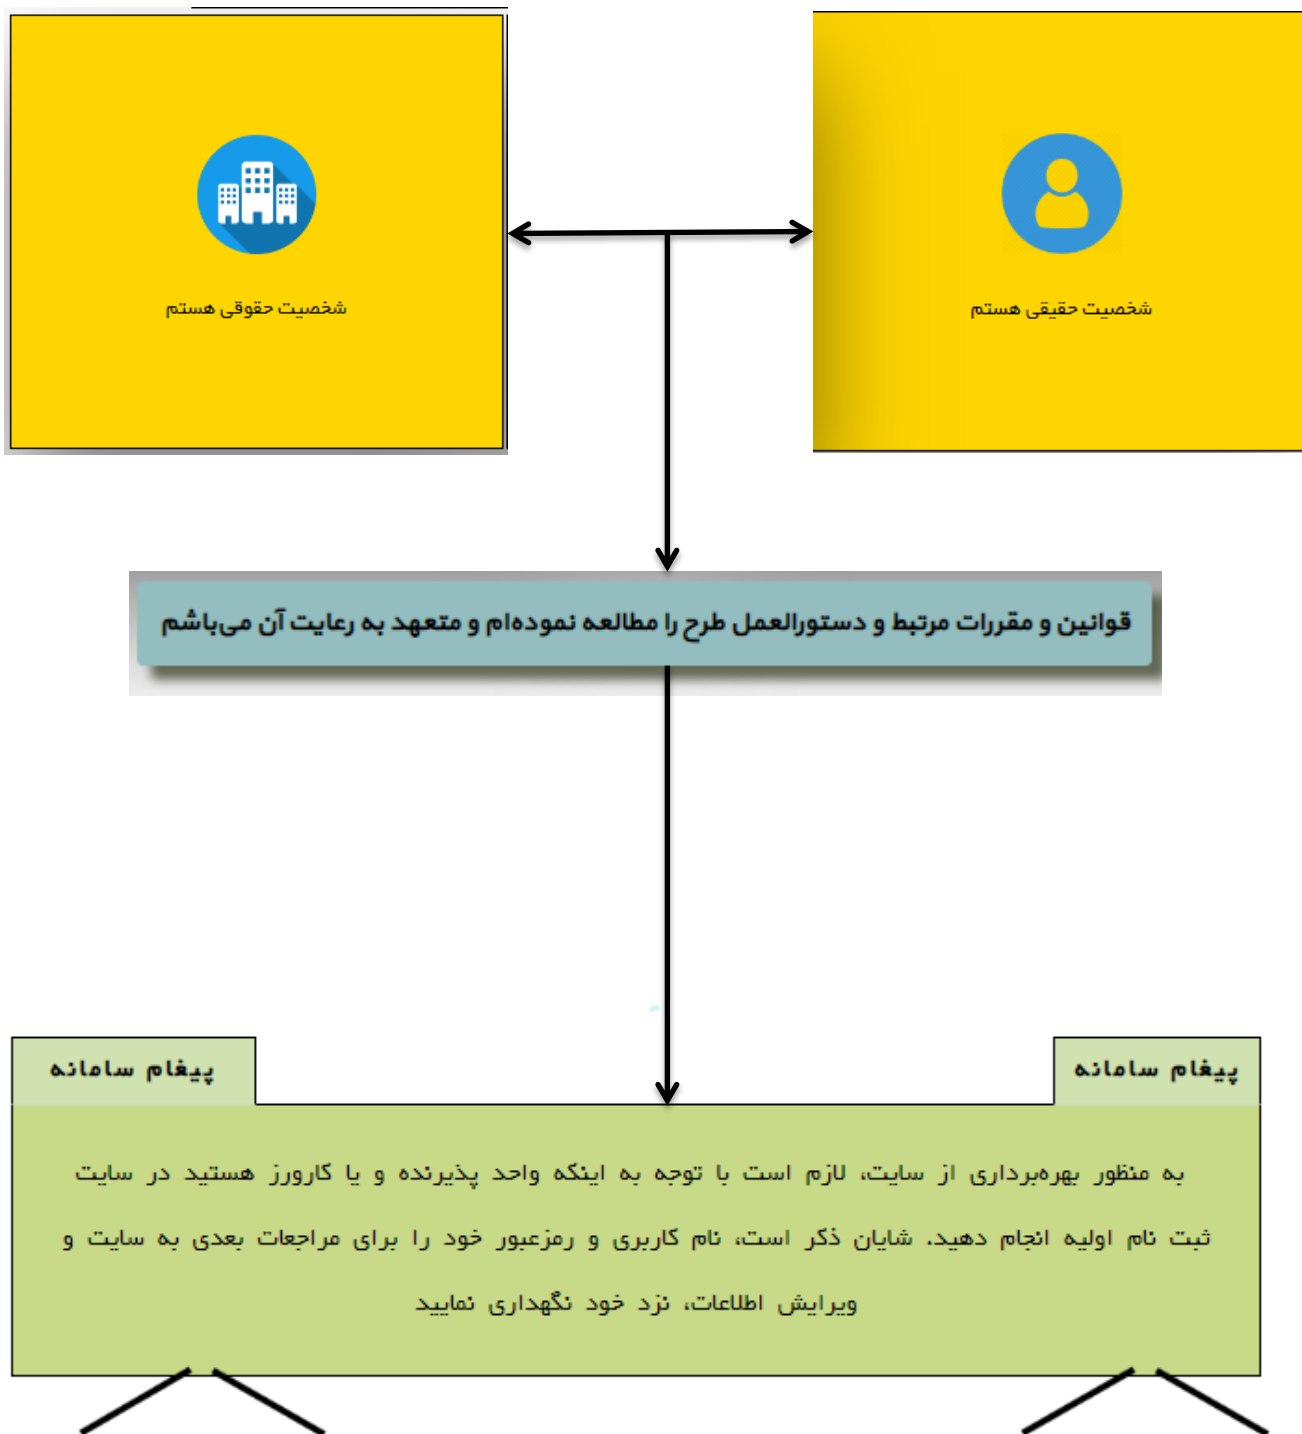 شخصیت حقیقی هستم
شخصیت حقوقی هستم
قوانین و مقررات مرتبط و دستورالعمل طرح را مطالعه نموده‌ام و متعهد به رعایت آن می‌باشم
پیغام سامانه
پیغام سامانه
به منظور بهره‌برداری از سایت، لازم است با توجه به اینکه واحد پذیرنده و یا کارورز هستید در سایت
ثبت نام اولیه انجام دهید. شایان ذکر است، نام کاربری و رمزعبور خود را برای مراجعات بعدی به سایت و
ویرایش اطلاعات، نزد خود نگهداری نمایید